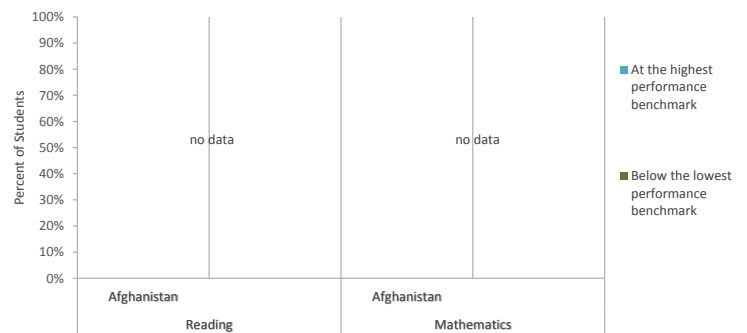 100%
90%
80%
70%
60%
50%
40%
30%
20%
10%
0%
Percent of Students
no data
no data
Afghanistan
Afghanistan
Reading
Mathematics
At the highest
performance
benchmark
Below the lowest
performance
benchmark